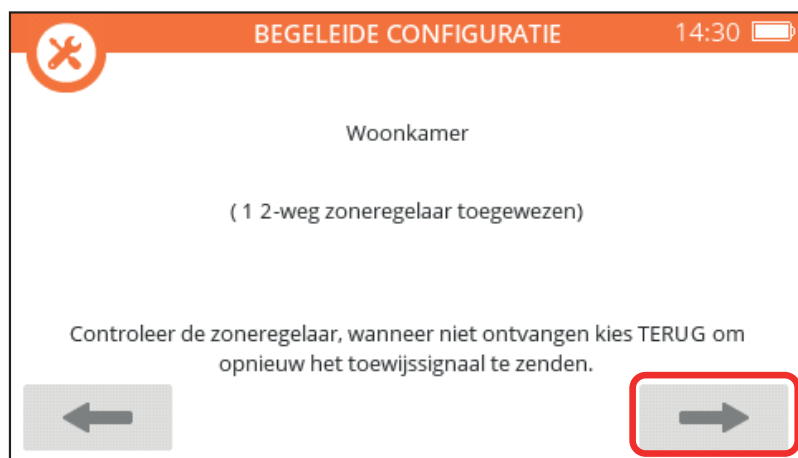 BEGELEIDE CONFIGURATIE 14:30
Woonkamer
( 1 2-weg zoneregelaar toegewezen)
Controleer de zoneregelaar, wanneer niet ontvangen kies TERUG om
opnieuw het toewijssignaal te zenden.